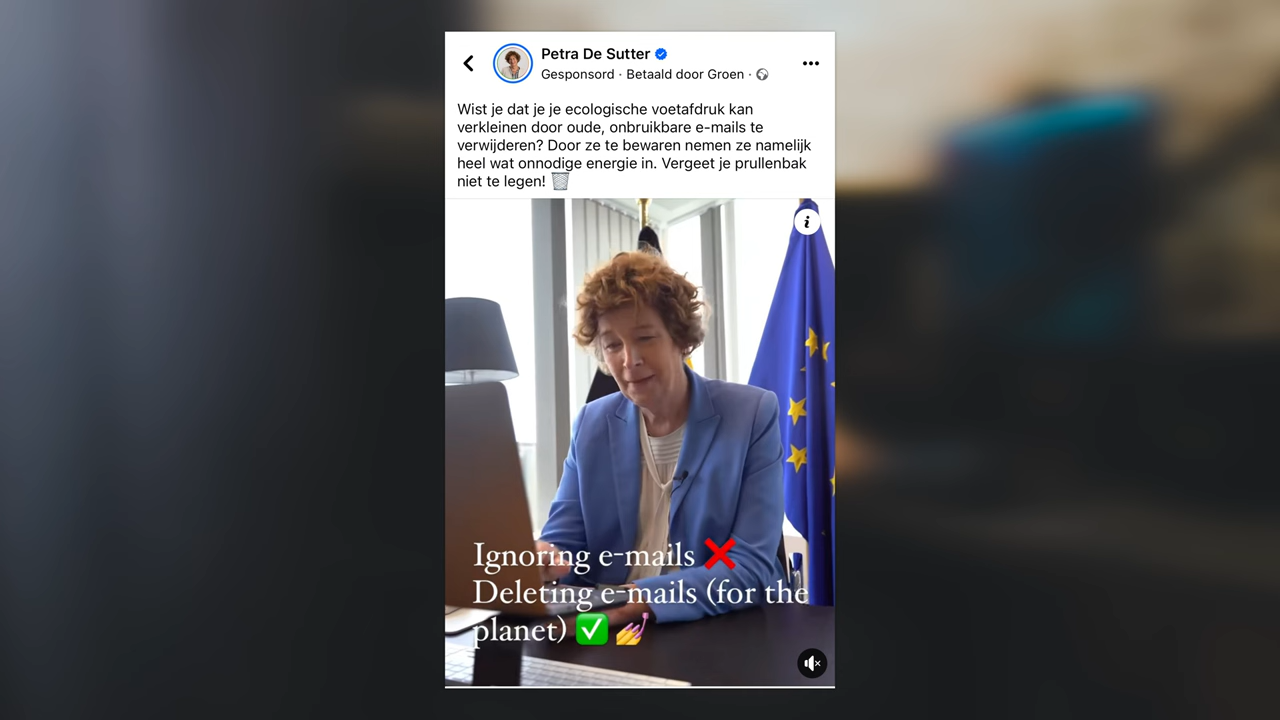 Petra De Sutter
Gesponsord · Betaald door Groen ·
Wist je dat je je ecologische voetafdruk kan
verkleinen door oude, onbruikbare e-mails te
verwijderen? Door ze te bewaren nemen ze namelijk
heel wat onnodige energie in. Vergeet je prullenbak
niet te legen! 🗑️
Ignoring e-mails ❌
Deleting e-mails (for the
planet) ✅ 💅